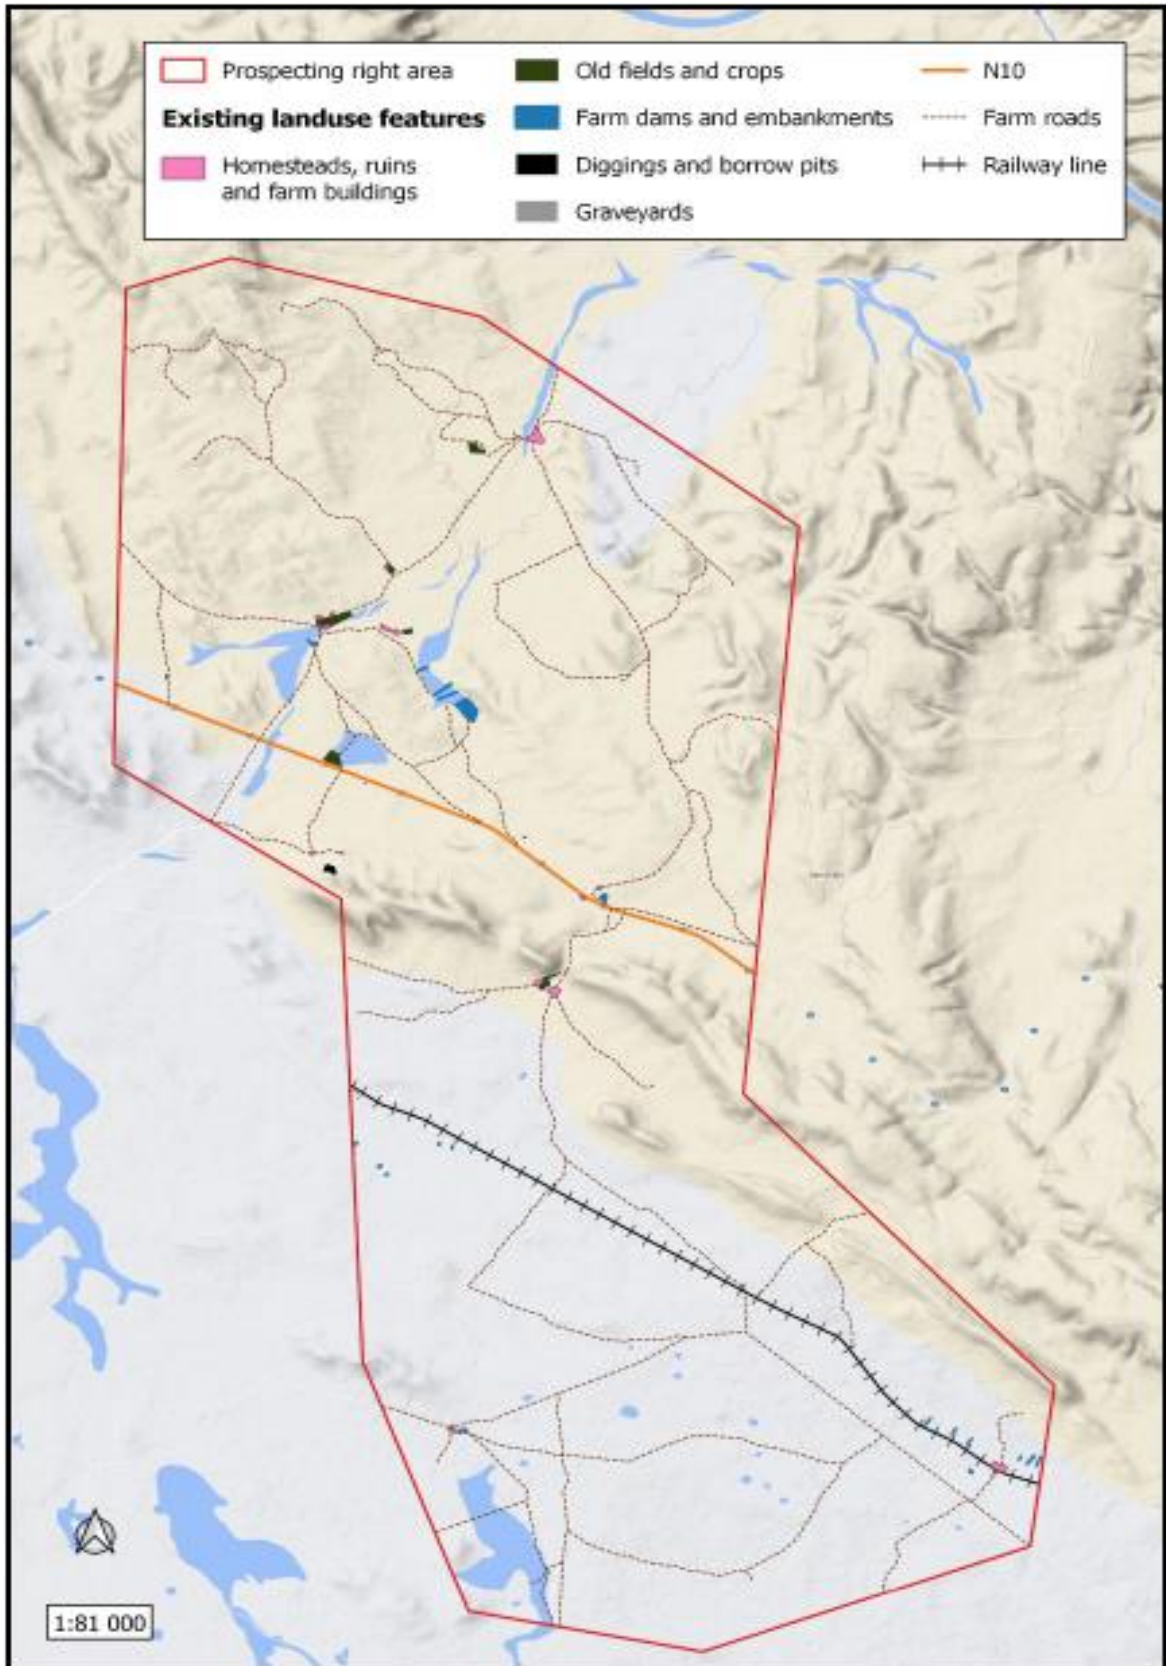 Prospecting right area
Existing landuse features
Homesteads, ruins
and farm buildings
Old fields and crops
Farm dams and embankments
Diggings and borrow pits
Graveyards
N10
Farm roads
Railway line
1:81 000